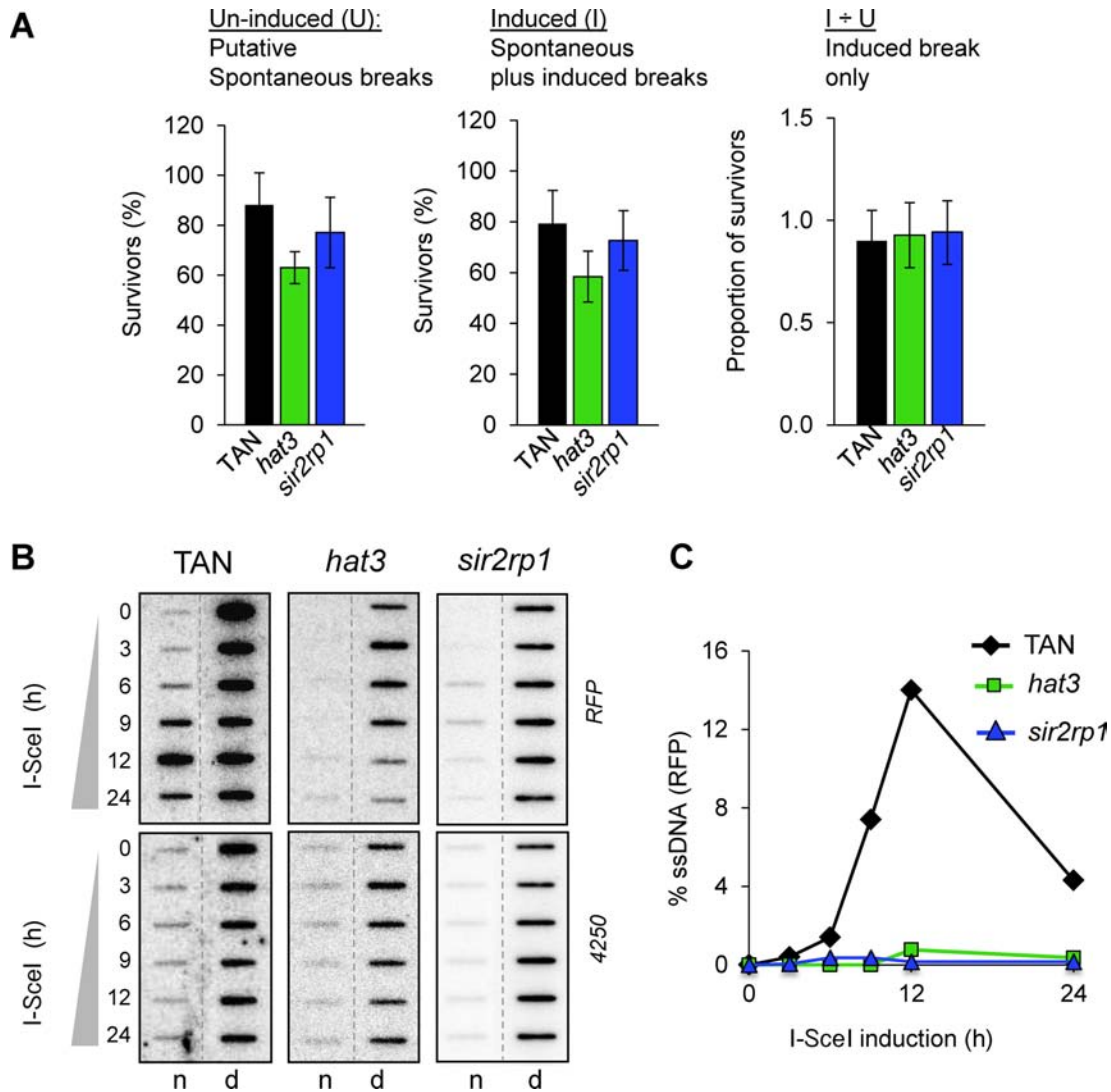 A
Un-induced (U):
Putative
Spontaneous breaks
Induced (I)
Spontaneous
plus induced breaks
I ÷ U
Induced break
only
Survivors (%)
120
100
80
60
40
20
0
TAN
hat3
sir2rp1
Survivors (%)
120
100
80
60
40
20
0
TAN
hat3
sir2rp1
Proportion of survivors
1.5
1.0
0.5
0.0
TAN
hat3
sir2rp1
B
TAN
hat3
sir2rp1
I-SceI (h)
0
3
6
9
12
24
RFP
I-SceI (h)
0
3
6
9
12
24
4250
n d
n d
n d
C
TAN
hat3
sir2rp1
% ssDNA (RFP)
16
12
8
4
0
0 12 24
I-SceI induction (h)